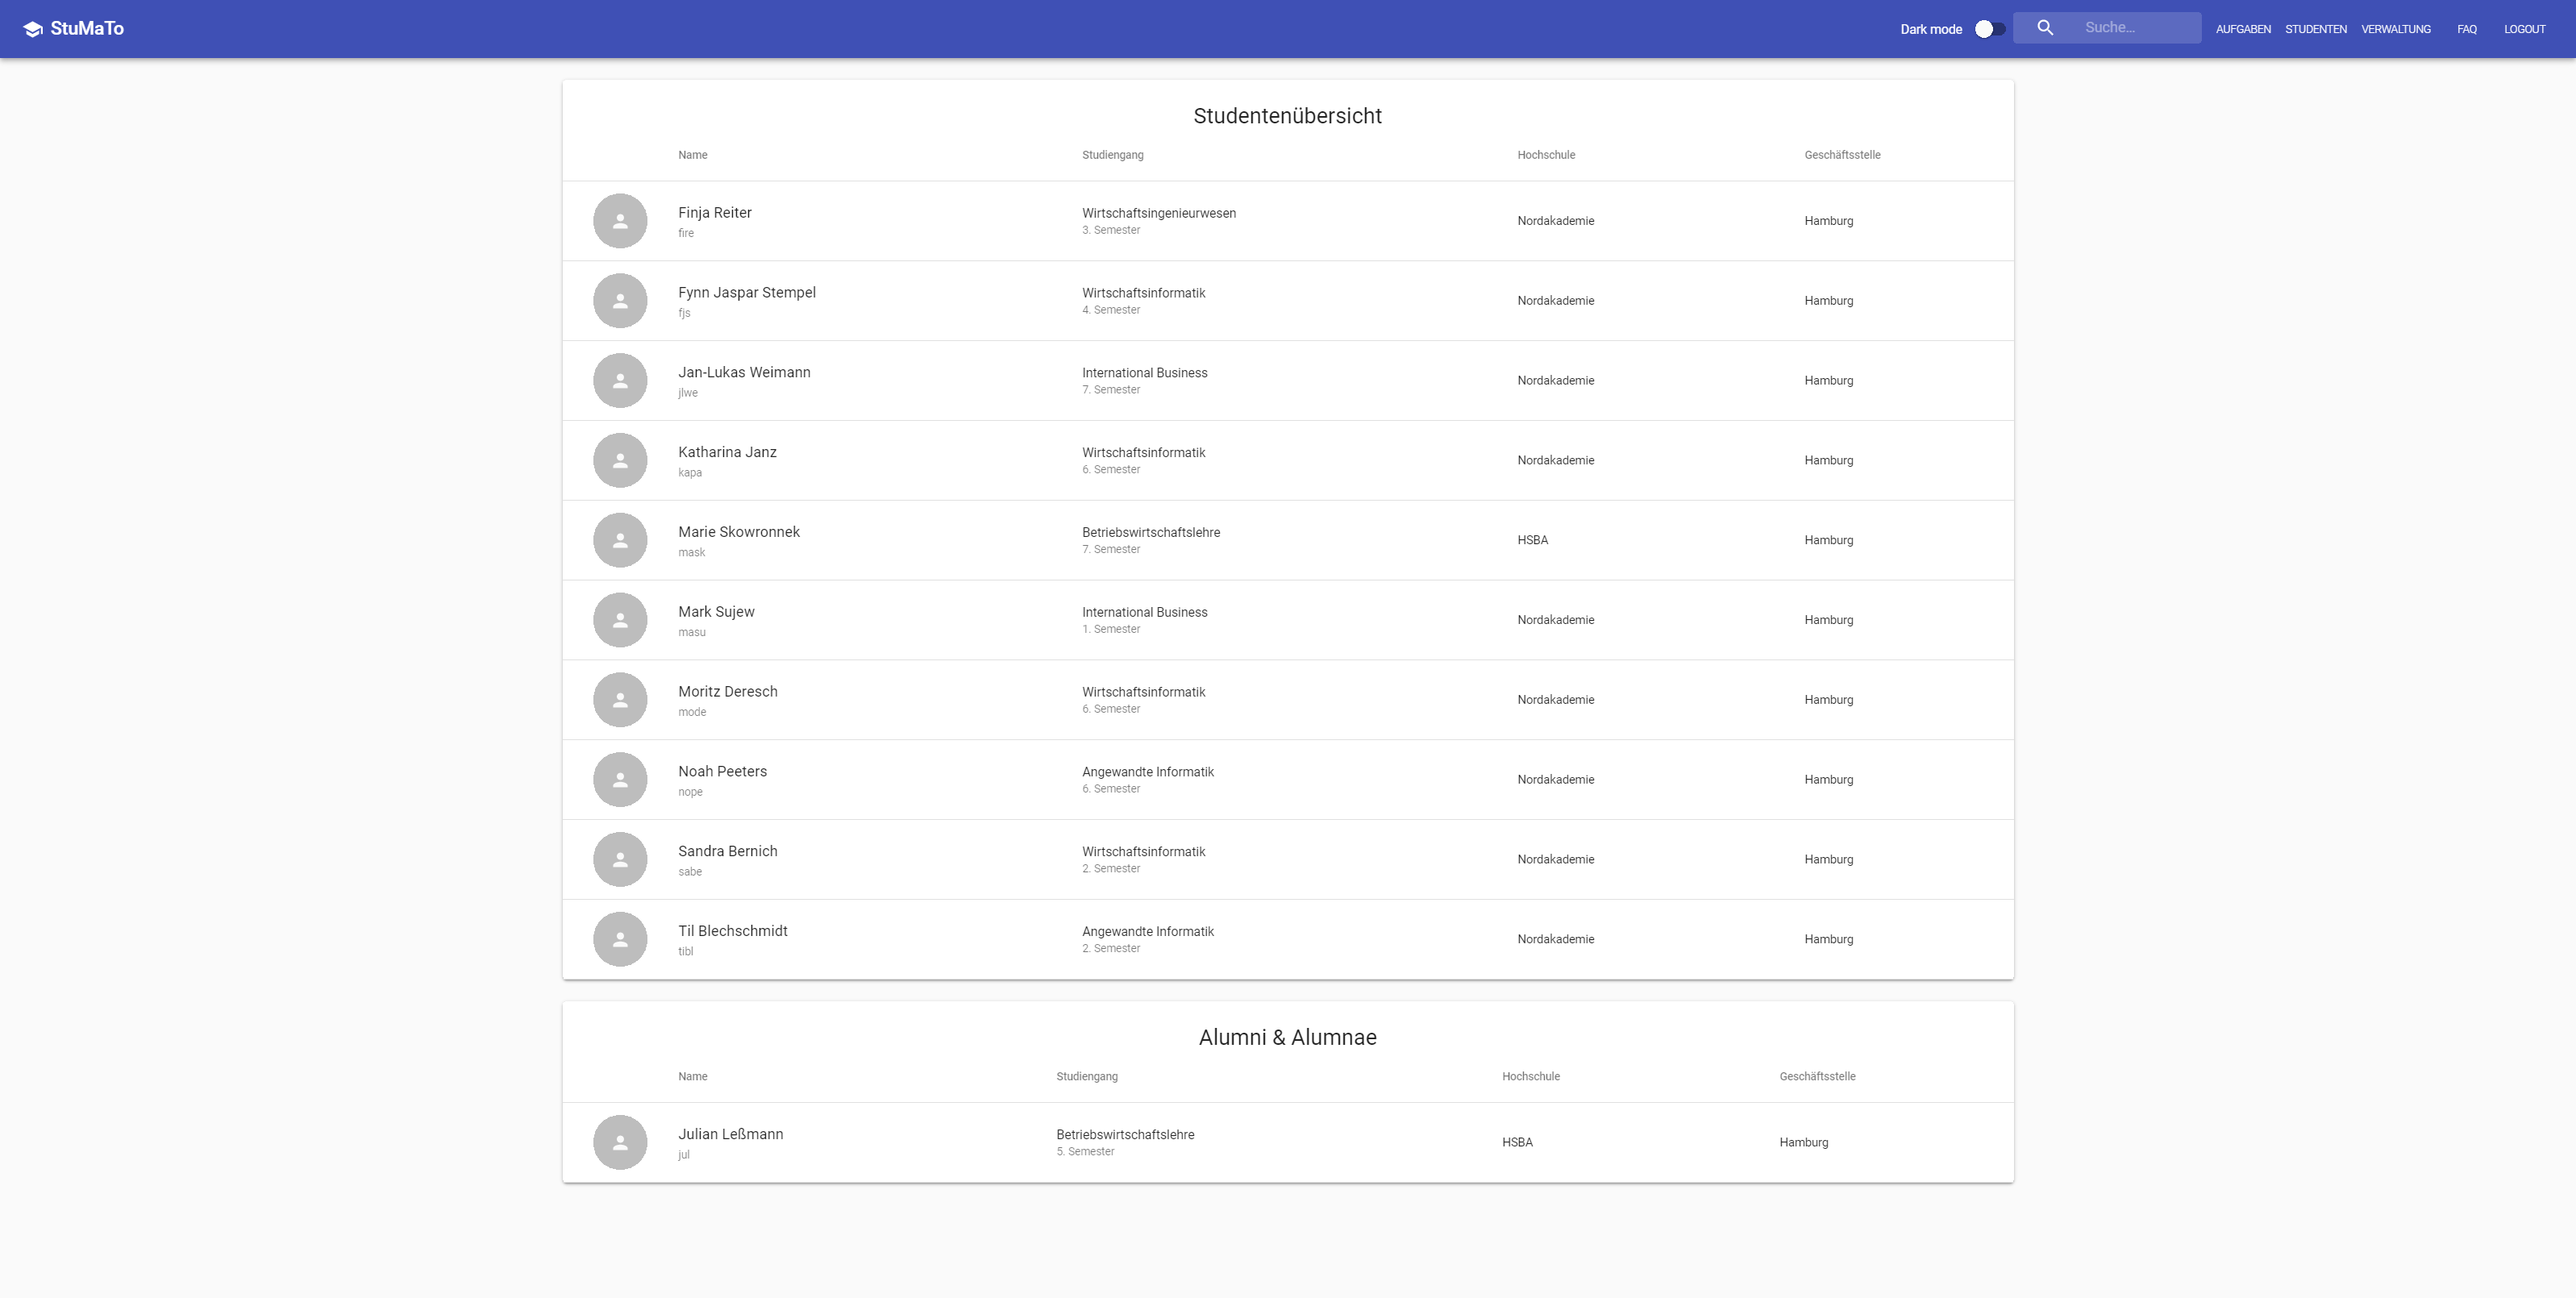 StuMaTo
Dark mode Suche... AUFGABEN STUDENTEN VERWALTUNG FAQ LOGOUT
Studentenübersicht
Name Studiengang Hochschule Geschäftsstelle
Finja Reiter Wirtschaftsingenieurwesen Nordakademie Hamburg
fire 3. Semester
Fynn Jaspar Stempel Wirtschaftsinformatik Nordakademie Hamburg
fjs 4. Semester
Jan-Lukas Weimann International Business Nordakademie Hamburg
jlwe 7. Semester
Katharina Janz Wirtschaftsinformatik Nordakademie Hamburg
kapa 6. Semester
Marie Skowronnek Betriebswirtschaftslehre HSBA Hamburg
mask 7. Semester
Mark Sujew International Business Nordakademie Hamburg
masu 1. Semester
Moritz Deresch Wirtschaftsinformatik Nordakademie Hamburg
mode 6. Semester
Noah Peeters Angewandte Informatik Nordakademie Hamburg
nope 6. Semester
Sandra Bernich Wirtschaftsinformatik Nordakademie Hamburg
sabe 2. Semester
Til Blechschmidt Angewandte Informatik Nordakademie Hamburg
tibl 2. Semester
Alumni & Alumnae
Name Studiengang Hochschule Geschäftsstelle
Julian Leßmann Betriebswirtschaftslehre HSBA Hamburg
jul 5. Semester